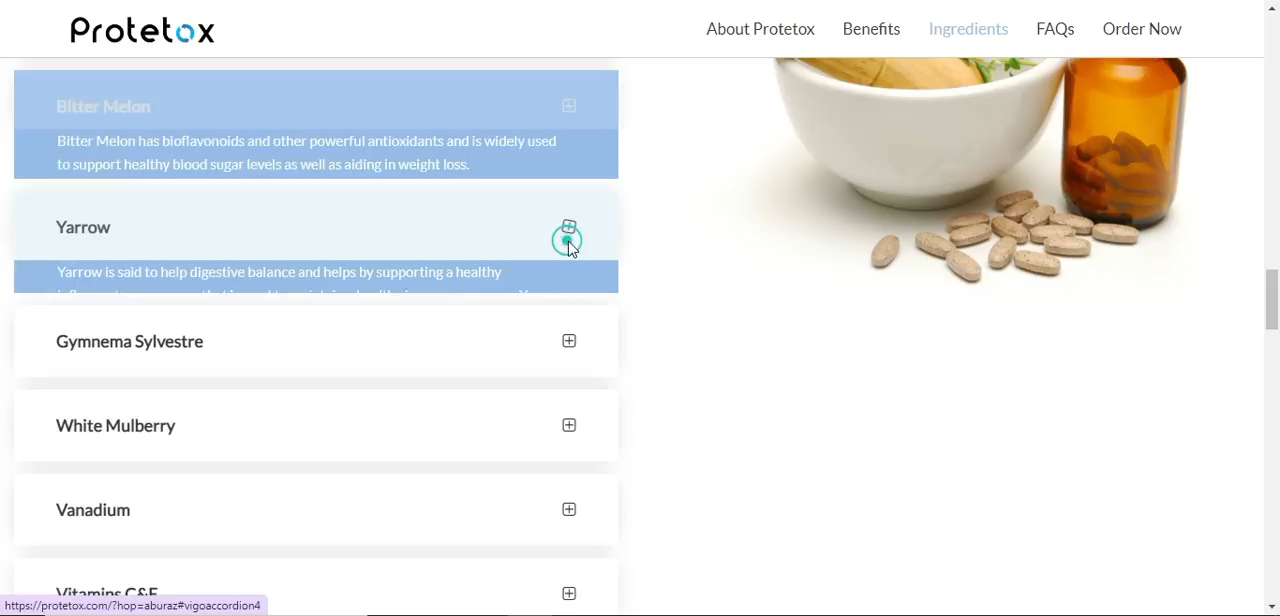 Protetox
About Protetox
Benefits
Ingredients
FAQs
Order Now
Bitter Melon
Bitter Melon has bioflavonoids and other powerful antioxidants and is widely used
to support healthy blood sugar levels as well as aiding in weight loss.
Yarrow
Yarrow is said to help digestive balance and helps by supporting a healthy
Gymnema Sylvestre
White Mulberry
Vanadium
Vitamins C&E
https://protetox.com/?hop=aburaz#vigoaccordion4